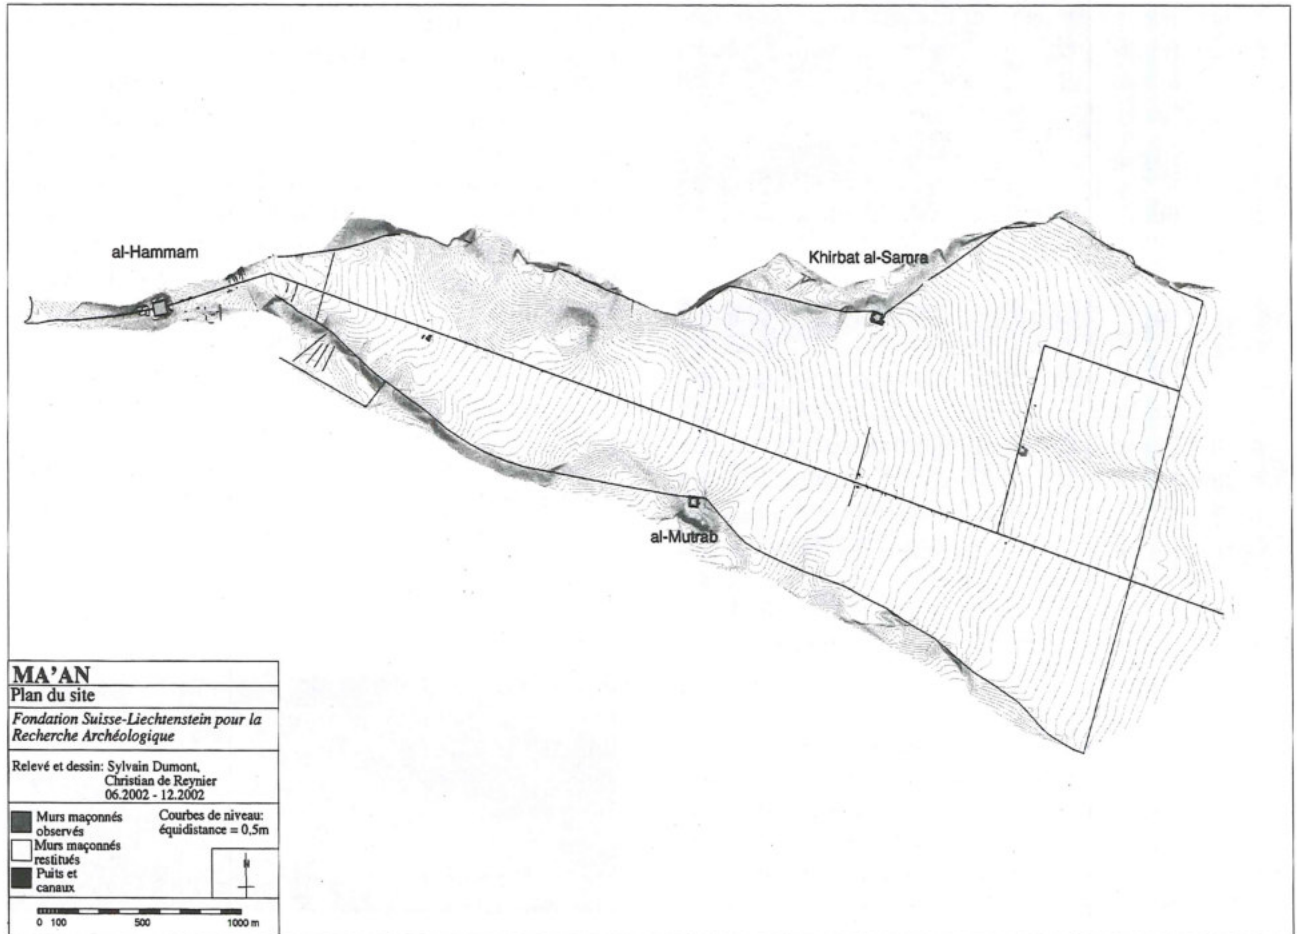 al-Hammam
Khirbat al-Samra
al-Mutrab
MA'AN
Plan du site
Fondation Suisse-Liechtenstein pour la
Recherche Archéologique
Relevé et dessin: Sylvain Dumont,
Christian de Reynier
06.2002 - 12.2002
Murs maçonnés
observés
Murs maçonnés
restitués
Puits et
canaux
Courbes de niveau:
équidistance = 0,5m
N
0 100 500 1000 m